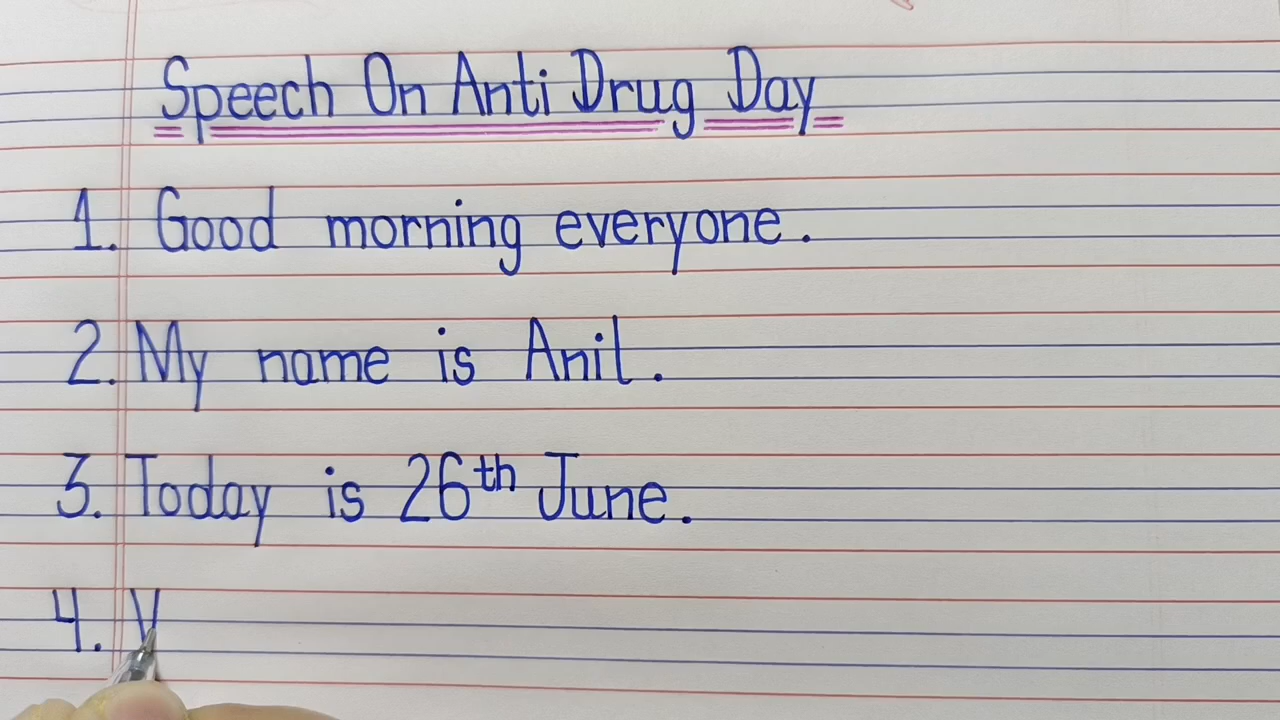 Speech On Anti Drug Day
1. Good morning everyone.
2. My name is Anil.
3. Today is 26th June.
4.